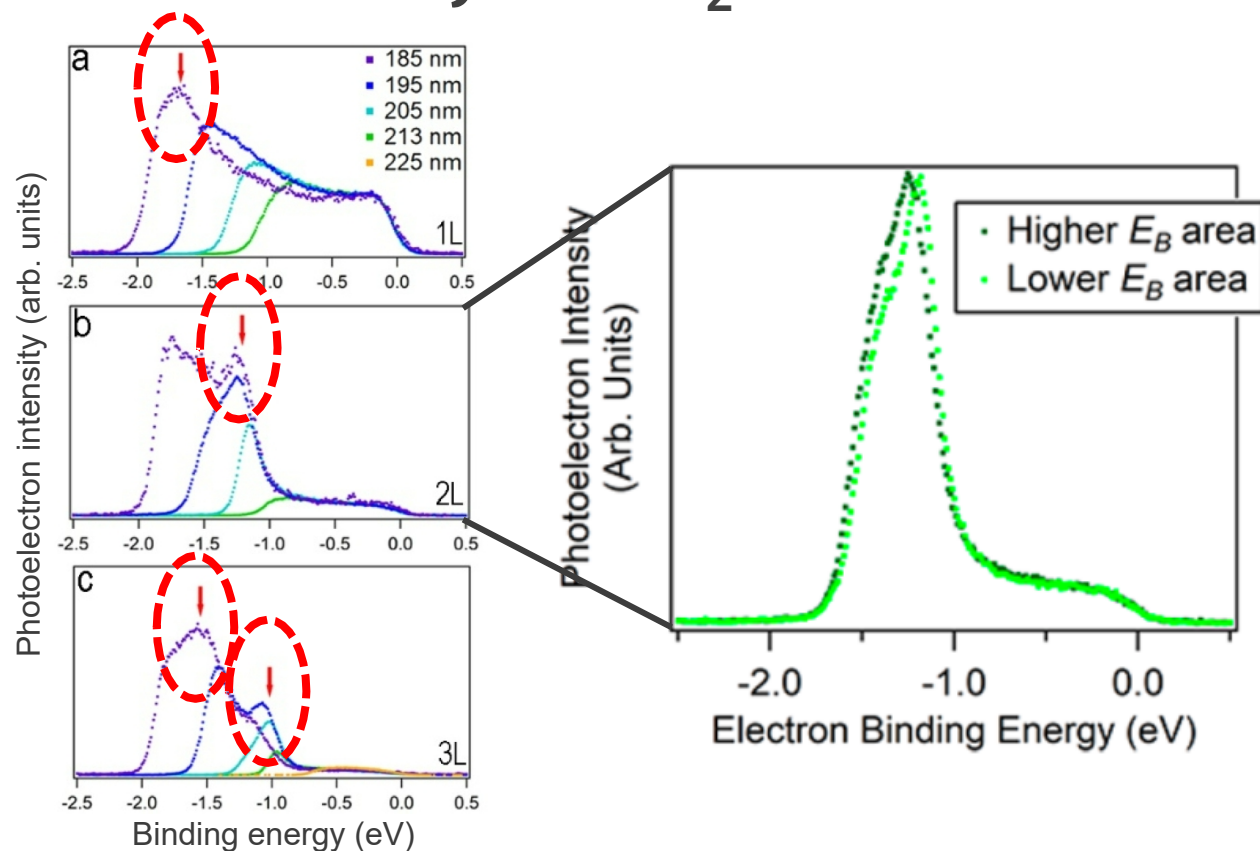 2
a
185 nm
195 nm
205 nm
213 nm
225 nm
1L
-2.5 -2.0 -1.5 -1.0 -0.5 0.0 0.5
b
2L
-2.5 -2.0 -1.5 -1.0 -0.5 0.0 0.5
c
3L
-2.5 -2.0 -1.5 -1.0 -0.5 0.0 0.5
Photoelectron intensity (arb. units)
Binding energy (eV)
Photoelectron Intensity
(Arb. Units)
Higher E_B area
Lower E_B area
-2.0 -1.0 0.0
Electron Binding Energy (eV)